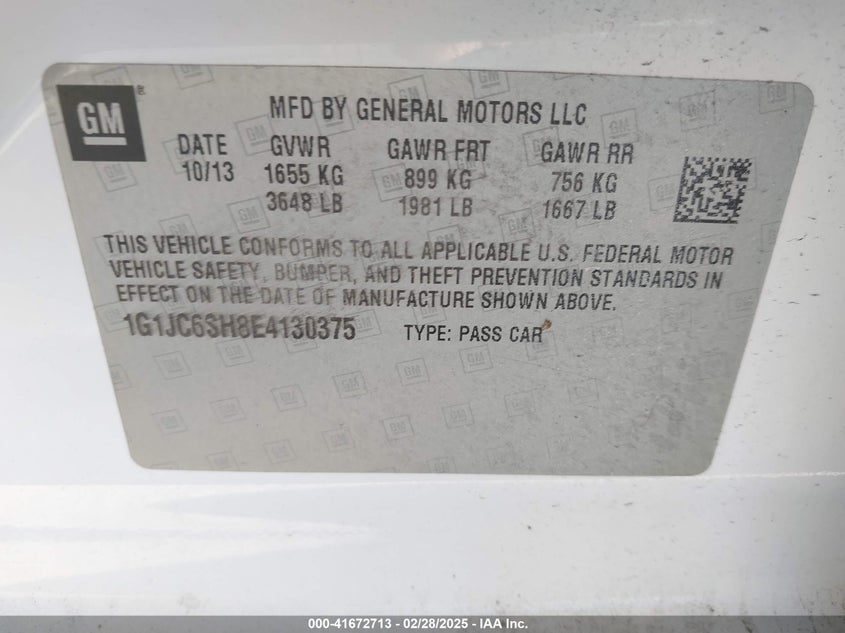 GM®
MFD BY GENERAL MOTORS LLC
DATE GVWR GAWR FRT GAWR RR
10/13 1655 KG 899 KG 756 KG
3648 LB 1981 LB 1667 LB
THIS VEHICLE CONFORMS TO ALL APPLICABLE U.S. FEDERAL MOTOR
VEHICLE SAFETY, BUMPER, AND THEFT PREVENTION STANDARDS IN
EFFECT ON THE DATE OF MANUFACTURE SHOWN ABOVE.
1G1JC6SH8E4130375 TYPE: PASS CAR
000-41672713 - 02/28/2025 - IAA Inc.